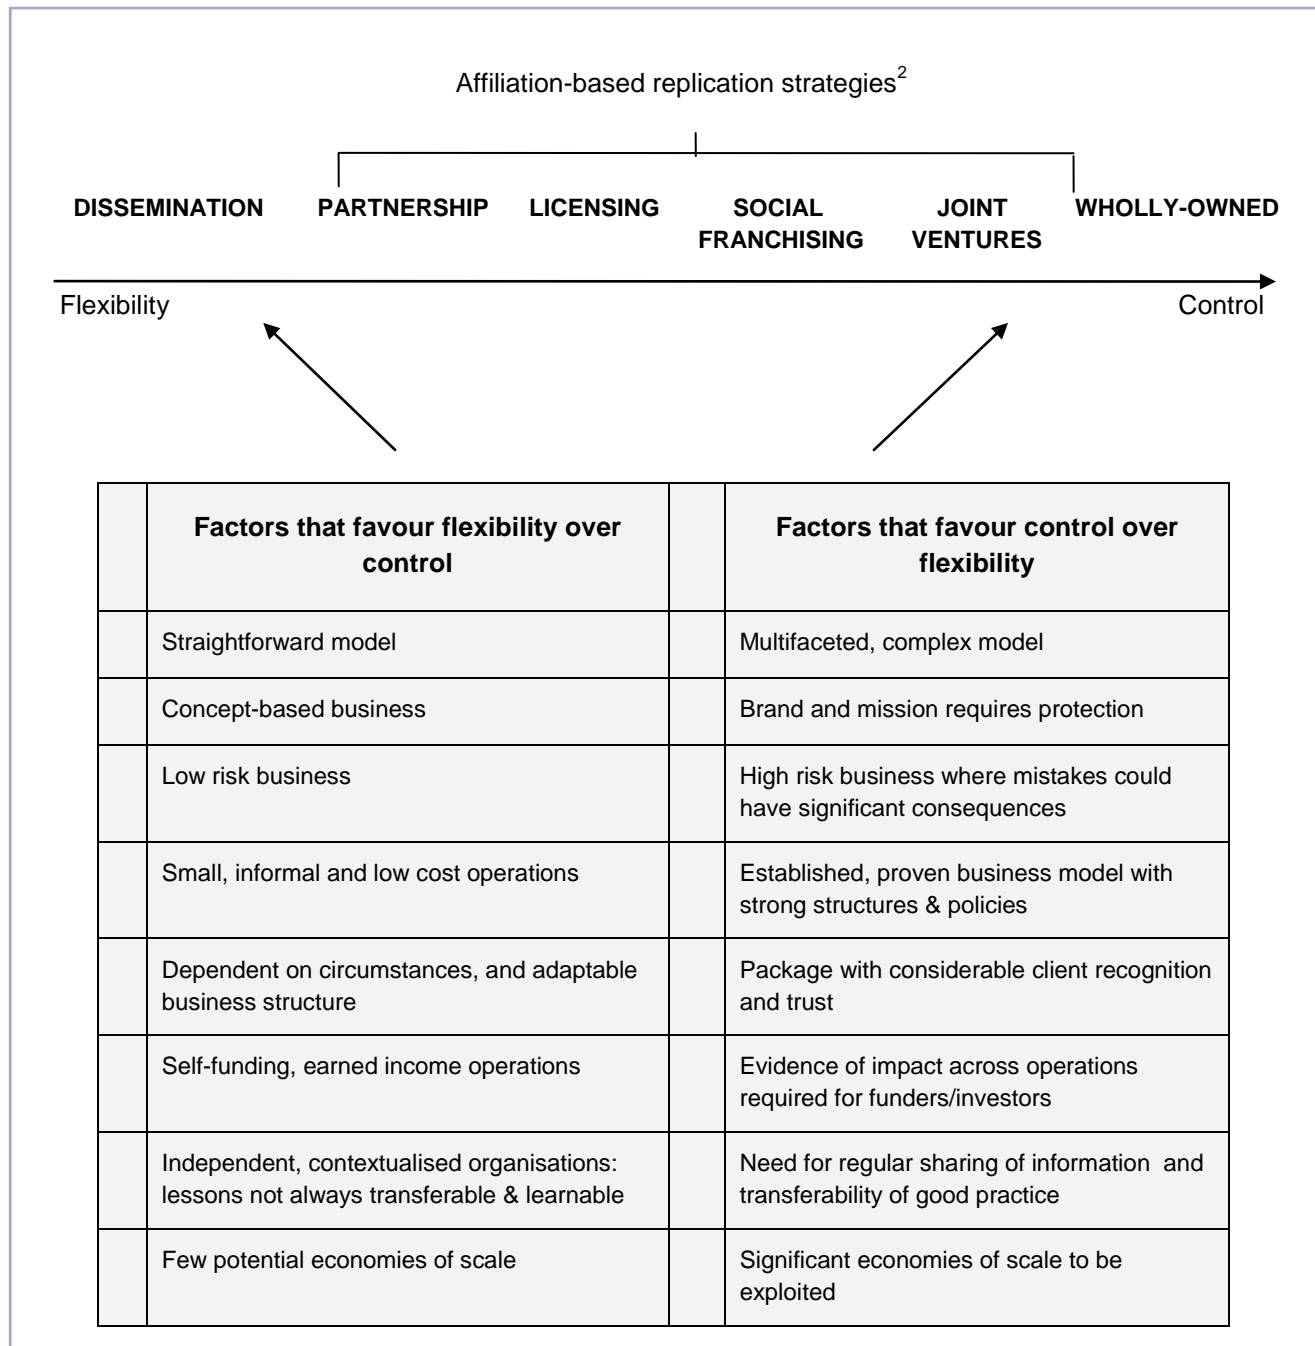 Affiliation-based replication strategies2
DISSEMINATION PARTNERSHIP LICENSING SOCIAL FRANCHISING JOINT VENTURES WHOLLY-OWNED
Flexibility Control
Factors that favour flexibility over
control
Factors that favour control over
flexibility
Straightforward model
Multifaceted, complex model
Concept-based business
Brand and mission requires protection
Low risk business
High risk business where mistakes could
have significant consequences
Small, informal and low cost operations
Established, proven business model with
strong structures & policies
Dependent on circumstances, and adaptable
business structure
Package with considerable client recognition
and trust
Self-funding, earned income operations
Evidence of impact across operations
required for funders/investors
Independent, contextualised organisations:
lessons not always transferable & learnable
Need for regular sharing of information and
transferability of good practice
Few potential economies of scale
Significant economies of scale to be
exploited